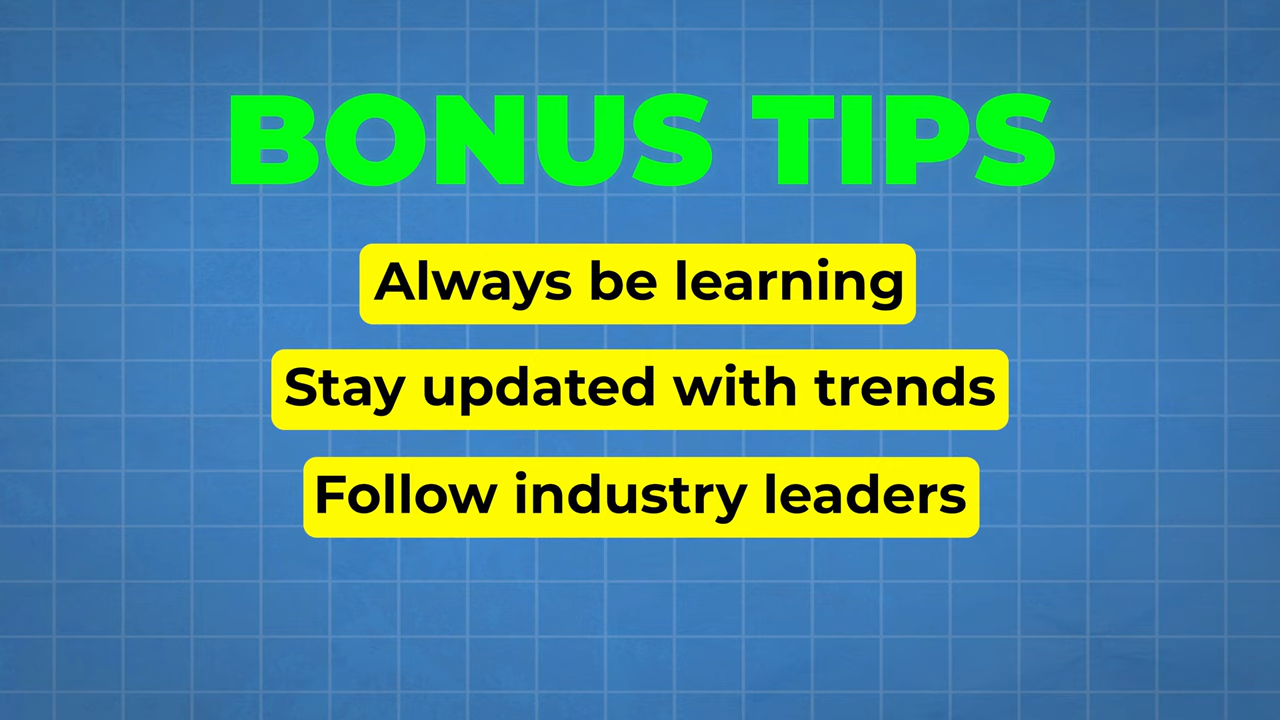 BONUS TIPS
Always be learning
Stay updated with trends
Follow industry leaders